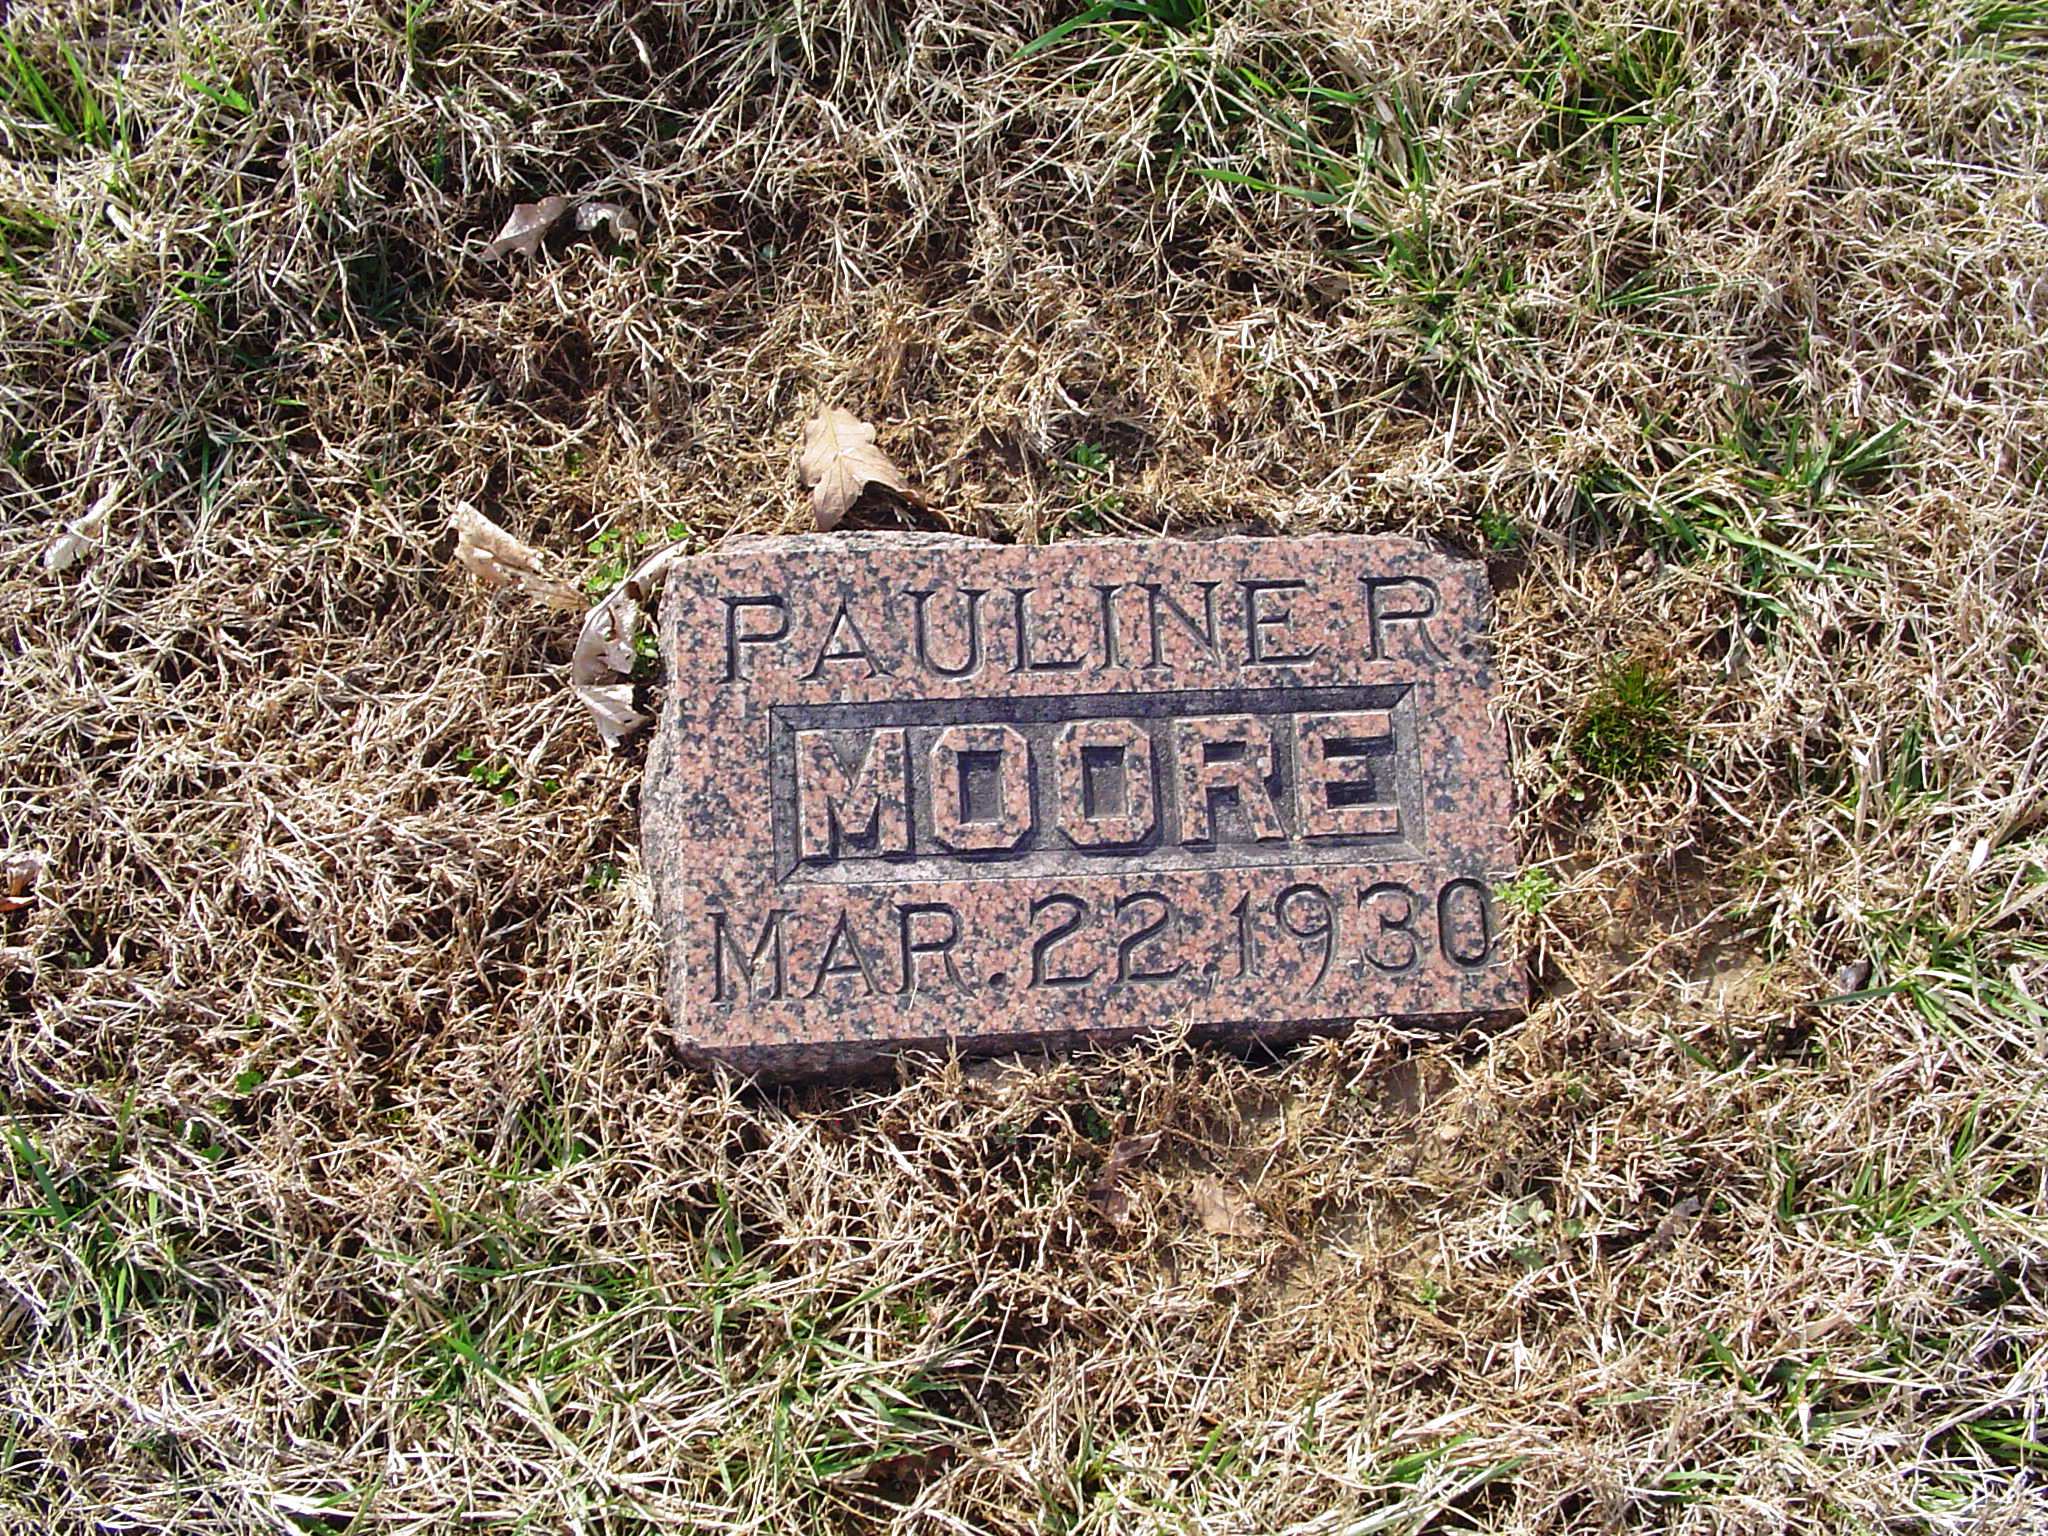 PAULINE R.
MOORE
MAR. 22, 1930